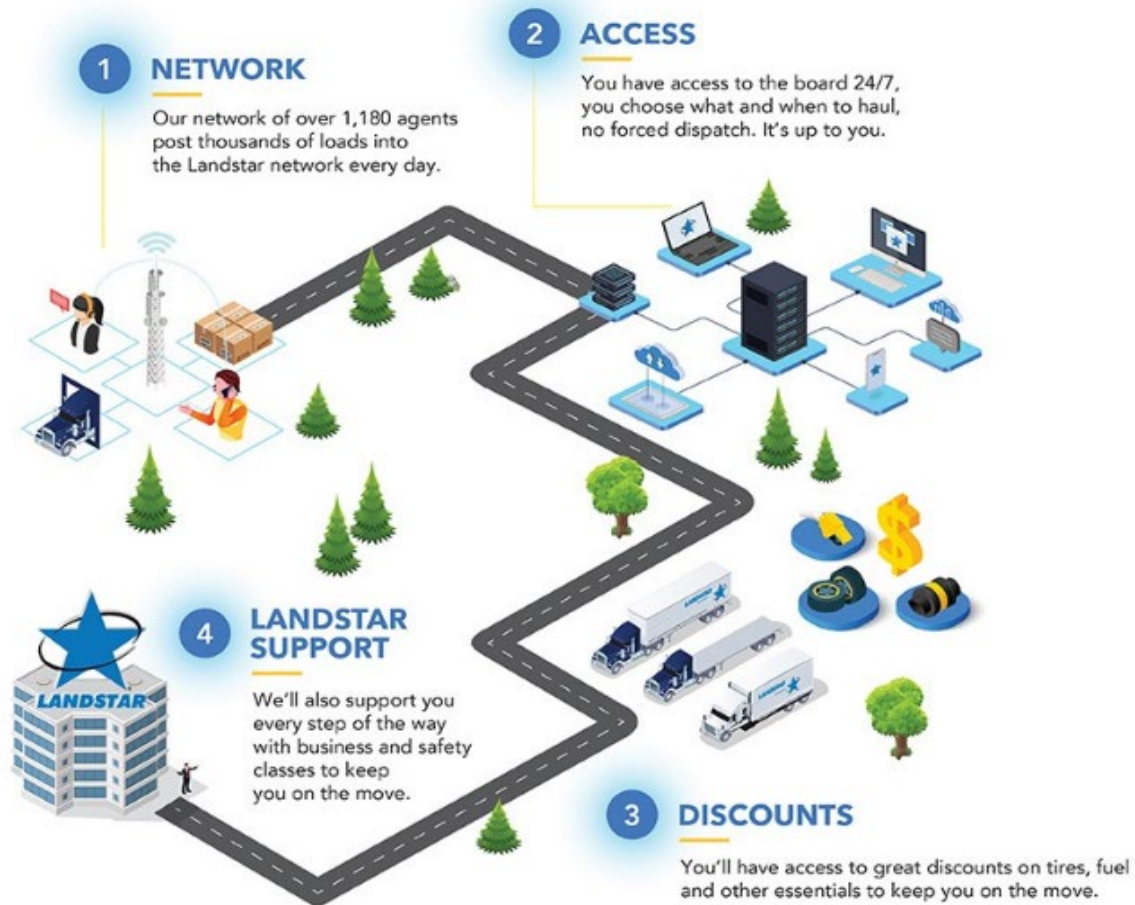 1 NETWORK
Our network of over 1,180 agents
post thousands of loads into
the Landstar network every day.
2 ACCESS
You have access to the board 24/7,
you choose what and when to haul,
no forced dispatch. It's up to you.
LANDSTAR
LANDSTAR
4 LANDSTAR
SUPPORT
We'll also support you
every step of the way
with business and safety
classes to keep
you on the move.
LANDSTAR
3 DISCOUNTS
You'll have access to great discounts on tires, fuel
and other essentials to keep you on the move.